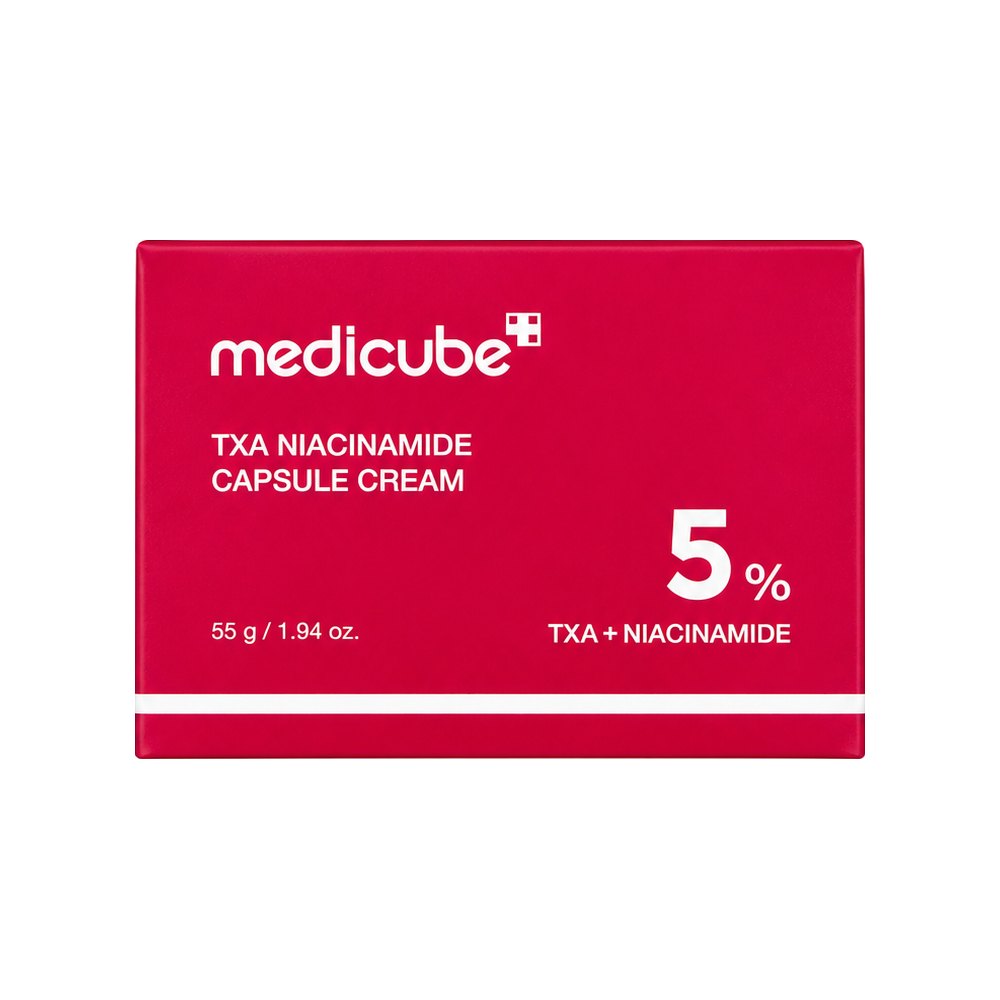 medicube
TXA NIACINAMIDE
CAPSULE CREAM
5 %
55 g / 1.94 oz.
TXA + NIACINAMIDE